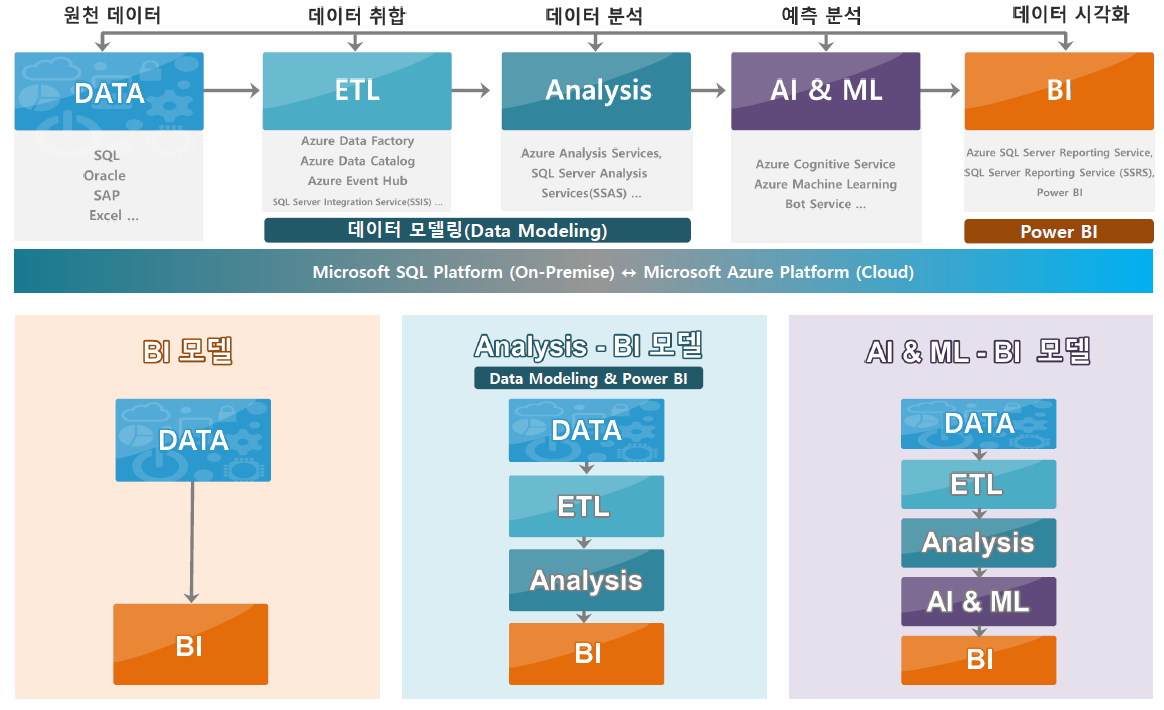 원천 데이터
데이터 취합
데이터 분석
예측 분석
데이터 시각화
DATA
ETL
Analysis
AI & ML
BI
SQL
Oracle
SAP
Excel ...
Azure Data Factory
Azure Data Catalog
Azure Event Hub
SQL Server Integration Service(SSIS) ...
Azure Analysis Services,
SQL Server Analysis
Services(SSAS) ...
Azure Cognitive Service
Azure Machine Learning
Bot Service ...
Azure SQL Server Reporting Service,
SQL Server Reporting Service (SSRS),
Power BI
데이터 모델링(Data Modeling)
Power BI
Microsoft SQL Platform (On-Premise) ↔ Microsoft Azure Platform (Cloud)
BI 모델
DATA
BI
Analysis - BI 모델
Data Modeling & Power BI
DATA
ETL
Analysis
BI
AI & ML - BI 모델
DATA
ETL
Analysis
AI & ML
BI